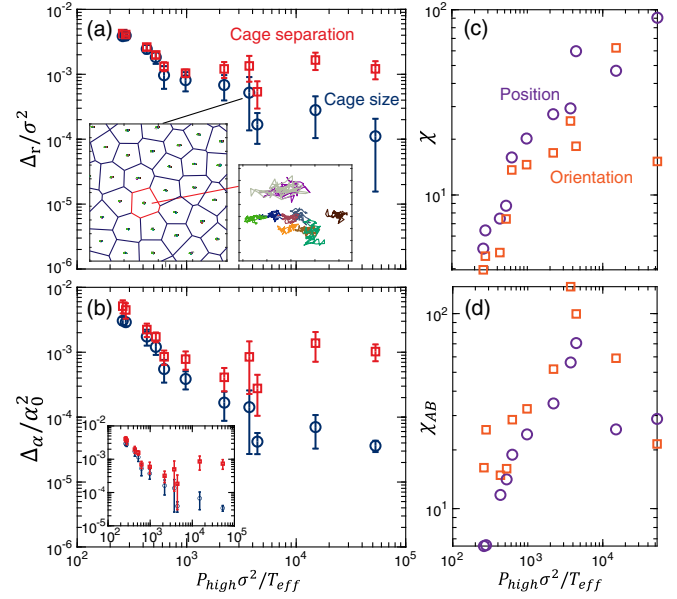 (a)
Cage separation
Cage size
Δr/σ²
10⁻²
10⁻³
10⁻⁴
10⁻⁵
10⁻⁶
(b)
Δα/α₀²
10⁻²
10⁻³
10⁻⁴
10⁻⁵
10⁻⁶
10⁻²
10⁻³
10⁻⁴
10⁻⁵
10² 10³ 10⁴ 10⁵
10² 10³ 10⁴ 10⁵
P_high σ²/T_eff
(c)
Position
Orientation
χ
10²
10¹
(d)
χ_AB
10²
10¹
10² 10³ 10⁴
P_high σ²/T_eff